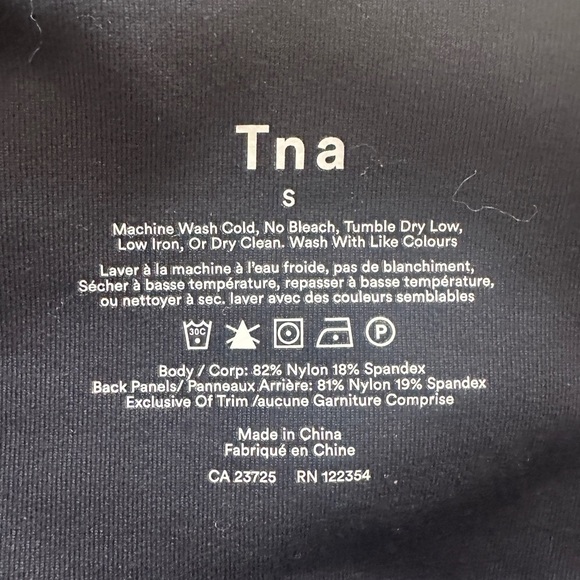 Tna
S
Machine Wash Cold, No Bleach, Tumble Dry Low,
Low Iron, Or Dry Clean. Wash With Like Colours
Laver à la machine à l'eau froide, pas de blanchiment,
Sécher à basse température, repasser à basse température,
ou nettoyer à sec. laver avec des couleurs semblables
30C P
Body / Corp: 82% Nylon 18% Spandex
Back Panels/ Panneaux Arrière: 81% Nylon 19% Spandex
Exclusive Of Trim /aucune Garniture Comprise
Made in China
Fabriqué en Chine
CA 23725 RN 122354